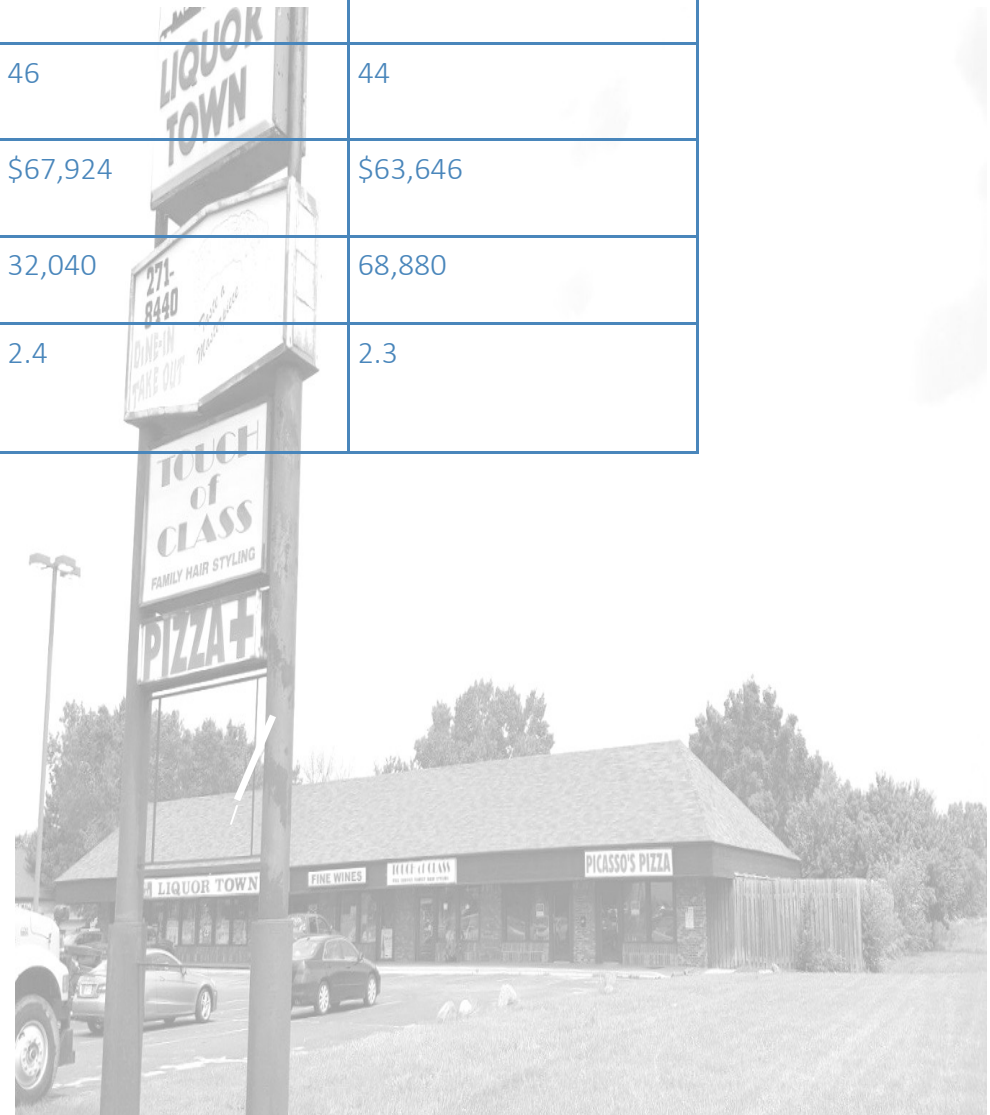 LIQUOR
TOWN
46
44
$67,924
$63,646
32,040
68,880
271-
8440
DINE-IN
TAKE OUT
2.4
2.3
TOUCH
of
CLASS
FAMILY HAIR STYLING
PIZZA+
LIQUOR TOWN
FINE WINES
TOUCH of CLASS
PICASSO'S PIZZA